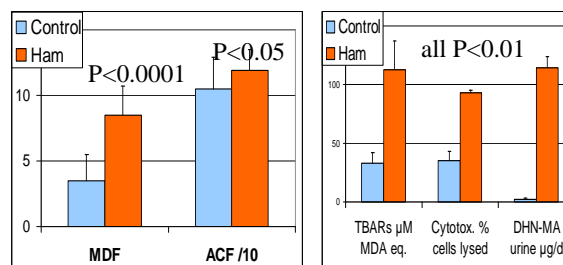 Control
Ham
P<0.0001
P<0.05
10
5
0
MDF
ACF /10
Control
Ham
all P<0.01
100
50
0
TBARs µM
MDA eq.
Cytotox. %
cells lysed
DHN-MA
urine µg/d